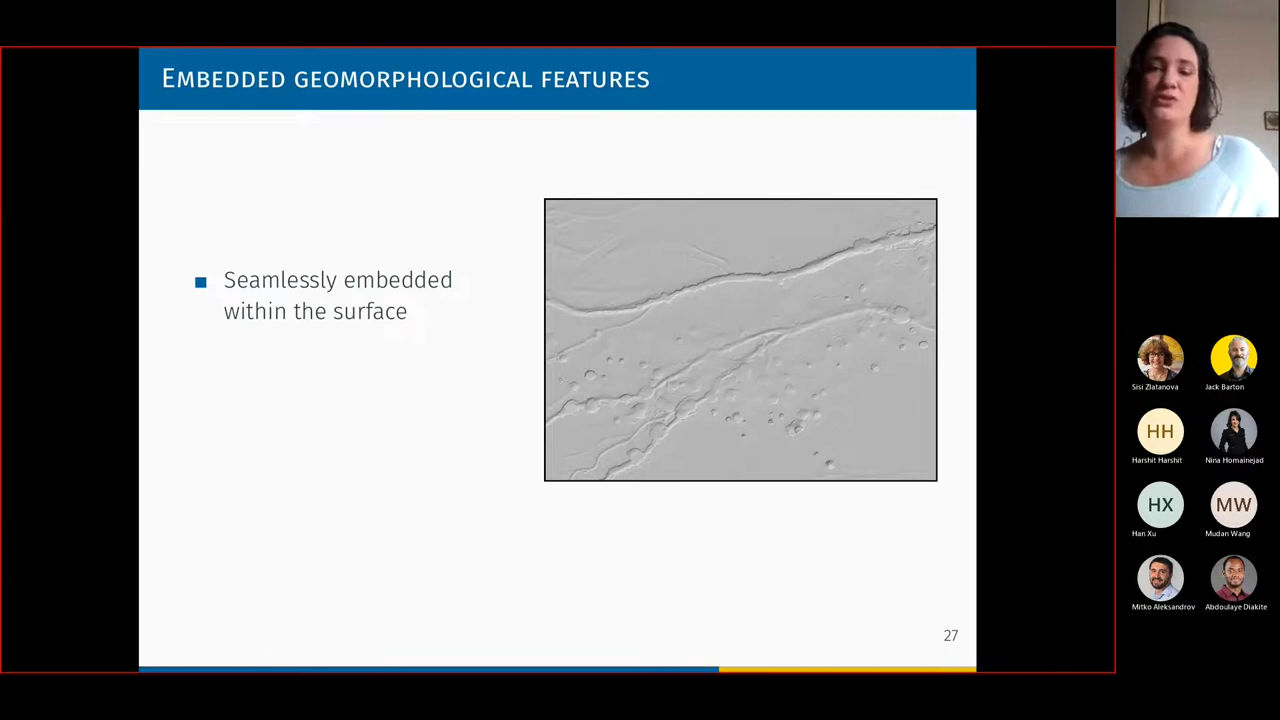 Embedded geomorphological features
Seamlessly embedded
within the surface
27
Sisi Zlatanova
Jack Barton
HH
Harshit Harshit
Nina Homainejad
HX
Han Xu
MW
Mudan Wang
Mitko Aleksandrov
Abdoulaye Diakite